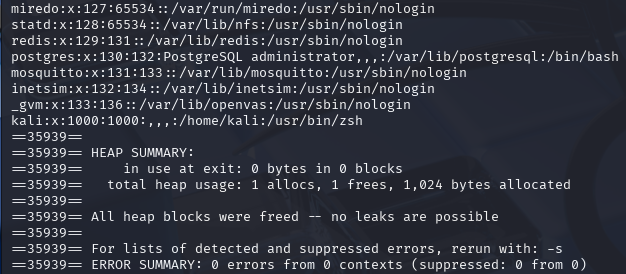 miredo:x:127:65534::/var/run/miredo:/usr/sbin/nologin
statd:x:128:65534::/var/lib/nfs:/usr/sbin/nologin
redis:x:129:131::/var/lib/redis:/usr/sbin/nologin
postgres:x:130:132:PostgreSQL administrator,,,:/var/lib/postgresql:/bin/bash
mosquitto:x:131:133::/var/lib/mosquitto:/usr/sbin/nologin
inetsim:x:132:134::/var/lib/inetsim:/usr/sbin/nologin
_gvm:x:133:136::/var/lib/openvas:/usr/sbin/nologin
kali:x:1000:1000:,,,:/home/kali:/usr/bin/zsh
==35939==
==35939== HEAP SUMMARY:
==35939==     in use at exit: 0 bytes in 0 blocks
==35939==   total heap usage: 1 allocs, 1 frees, 1,024 bytes allocated
==35939==
==35939== All heap blocks were freed -- no leaks are possible
==35939==
==35939== For lists of detected and suppressed errors, rerun with: -s
==35939== ERROR SUMMARY: 0 errors from 0 contexts (suppressed: 0 from 0)